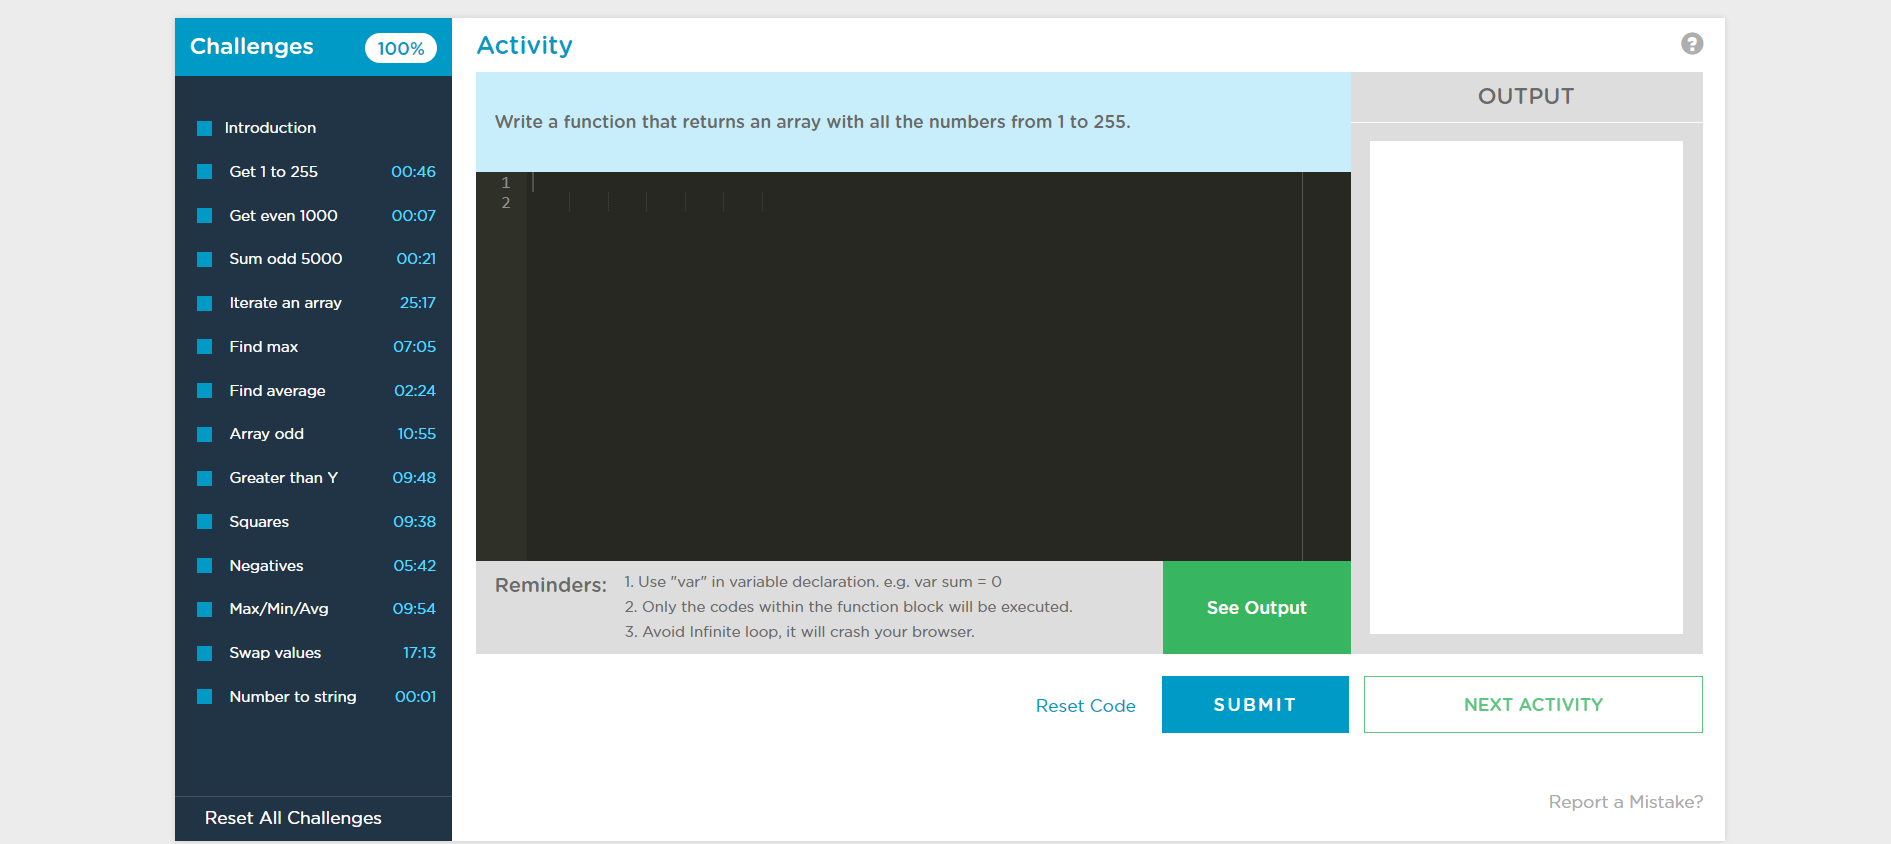 Challenges 100%
Introduction
Get 1 to 255 00:46
Get even 1000 00:07
Sum odd 5000 00:21
Iterate an array 25:17
Find max 07:05
Find average 02:24
Array odd 10:55
Greater than Y 09:48
Squares 09:38
Negatives 05:42
Max/Min/Avg 09:54
Swap values 17:13
Number to string 00:01
Reset All Challenges
Activity
?
Write a function that returns an array with all the numbers from 1 to 255.
1
2
Reminders:
1. Use "var" in variable declaration. e.g. var sum = 0
2. Only the codes within the function block will be executed.
3. Avoid Infinite loop, it will crash your browser.
See Output
OUTPUT
Reset Code
SUBMIT
NEXT ACTIVITY
Report a Mistake?